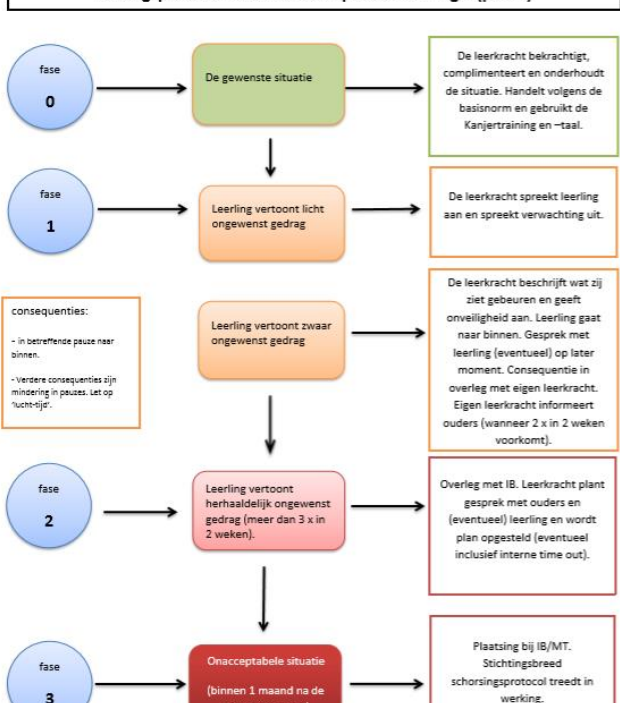 fase
0
De gewenste situatie
De leerkracht bekrachtigt,
complimenteert en onderhoudt
de situatie. Handelt volgens de
basisnorm en gebruikt de
Kanjertraining en –taal.
fase
1
Leerling vertoont licht
ongewenst gedrag
De leerkracht spreekt leerling
aan en spreekt verwachting uit.
consequenties:
- in betreffende pauze naar
binnen.
- Verdere consequenties zijn
mindering in pauzes. Let op
'lucht-tijd'.
Leerling vertoont zwaar
ongewenst gedrag
De leerkracht beschrijft wat zij
ziet gebeuren en geeft
onveiligheid aan. Leerling gaat
naar binnen. Gesprek met
leerling (eventueel) op later
moment. Consequentie in
overleg met eigen leerkracht.
Eigen leerkracht informeert
ouders (wanneer 2 x in 2 weken
voorkomt).
fase
2
Leerling vertoont
herhaaldelijk ongewenst
gedrag (meer dan 3 x in
2 weken).
Overleg met IB. Leerkracht plant
gesprek met ouders en
(eventueel) leerling en wordt
plan opgesteld (eventueel
inclusief interne time out).
fase
3
Onacceptabele situatie
(binnen 1 maand na de
Plaatsing bij IB/MT.
Stichtingsbreed
schorsingsprotocol treedt in
werking.